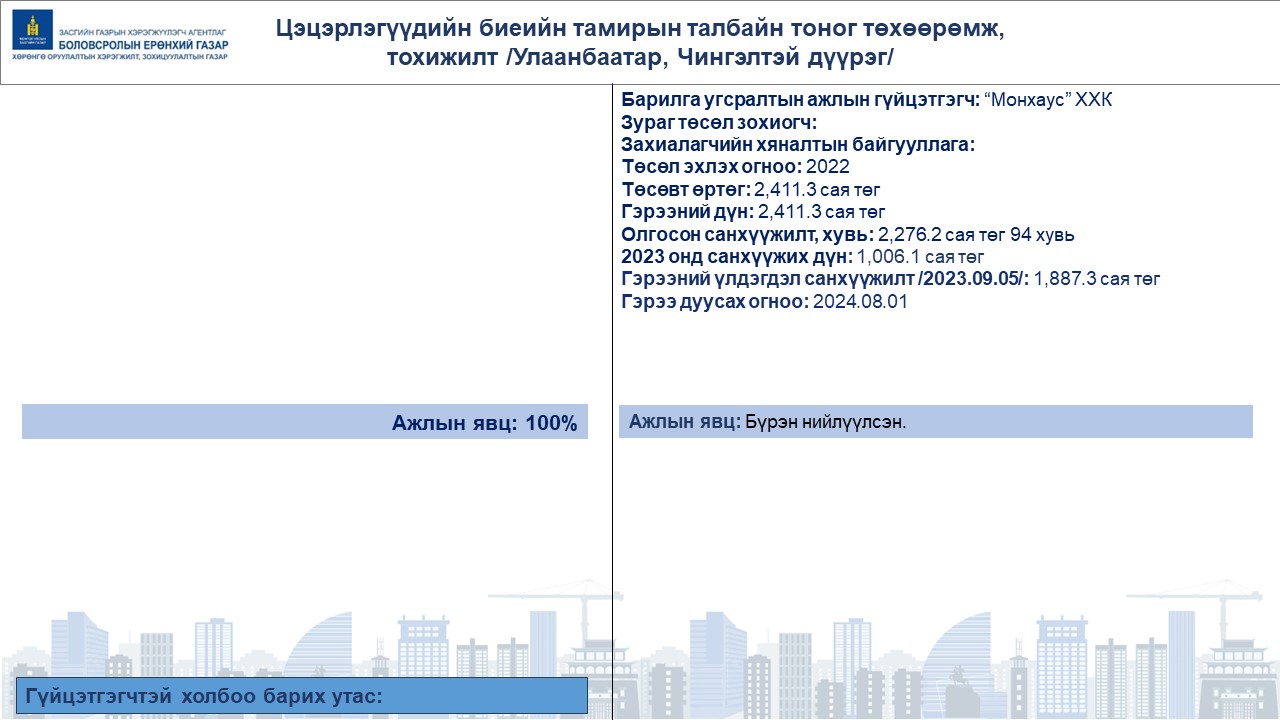 ЗАСГИЙН ГАЗРЫН ХЭРЭГЖҮҮЛЭГЧ АГЕНТЛАГ
БОЛОВСРОЛЫН ЕРӨНХИЙ ГАЗАР
ХӨРӨНГӨ ОРУУЛАЛТЫН ХЭРЭГЖИЛТ, ЗОХИЦУУЛАЛТЫН ГАЗАР
Цэцэрлэгүүдийн биеийн тамирын талбайн тоног төхөөрөмж,
тохижилт /Улаанбаатар, Чингэлтэй дүүрэг/
Барилга угсралтын ажлын гүйцэтгэгч: “Монхаус” ХХК
Зураг төсөл зохиогч:
Захиалагчийн хяналтын байгууллага:
Төсөл эхлэх огноо: 2022
Төсөвт өртөг: 2,411.3 сая төг
Гэрээний дүн: 2,411.3 сая төг
Олгосон санхүүжилт, хувь: 2,276.2 сая төг 94 хувь
2023 онд санхүүжих дүн: 1,006.1 сая төг
Гэрээний үлдэгдэл санхүүжилт /2023.09.05/: 1,887.3 сая төг
Гэрээ дуусах огноо: 2024.08.01
Ажлын явц: 100%
Ажлын явц: Бүрэн нийлүүлсэн.
Гүйцэтгэгчтэй холбоо барих утас: